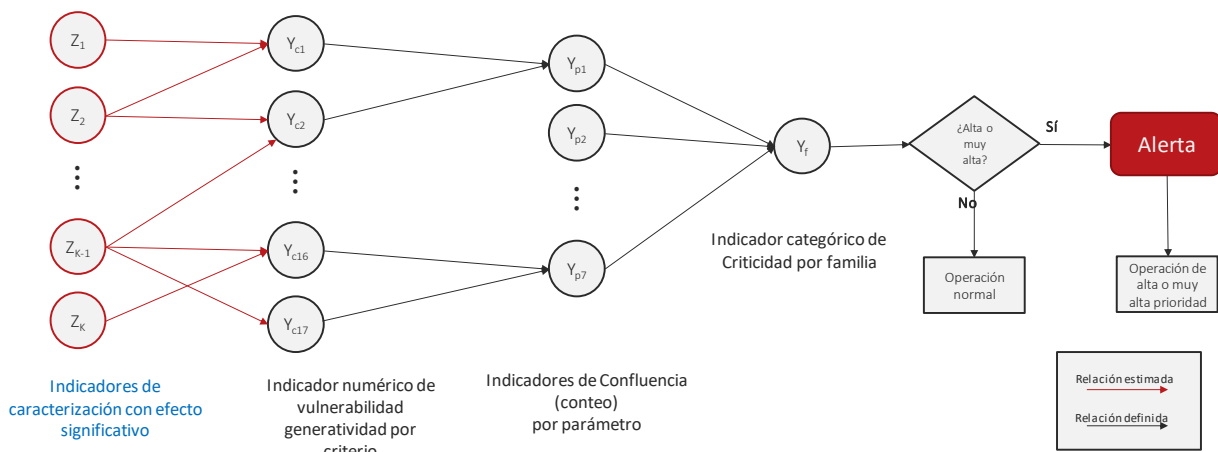 Z1
Z2
ZK-1
ZK
Indicadores de
caracterización con efecto
significativo
Yc1
Yc2
Yc16
Yc17
Indicador numérico de
vulnerabilidad
generatividad por
criterio
Yp1
Yp2
Yp7
Indicadores de Confluencia
(conteo)
por parámetro
Yf
Indicador categórico de
Criticidad por familia
¿Alta o
muy
alta?
Sí
No
Alerta
Operación
normal
Operación de
alta o muy
alta prioridad
Relación estimada
Relación definida